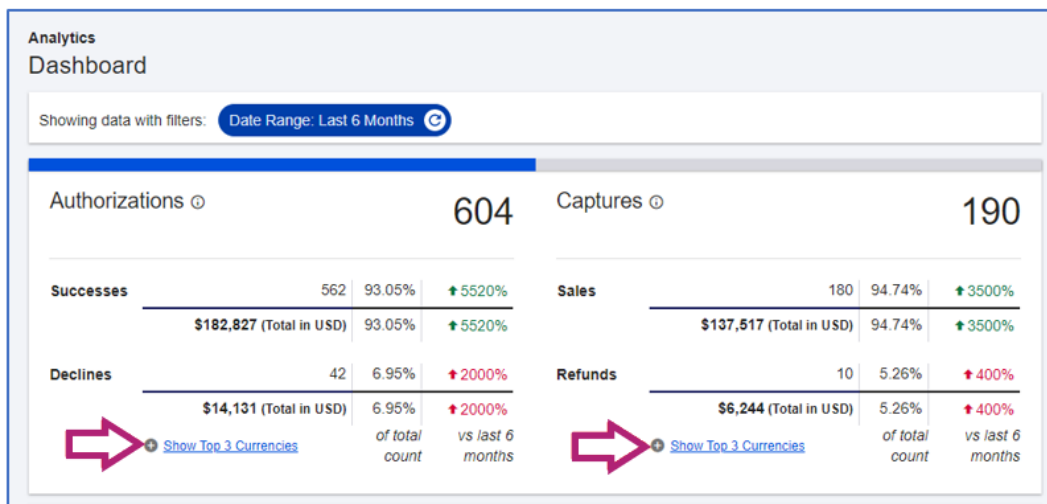 Analytics
Dashboard
Showing data with filters: Date Range: Last 6 Months
Authorizations 604
Successes 562 93.05% 5520%
$182,827 (Total in USD) 93.05% 5520%
Declines 42 6.95% 2000%
$14,131 (Total in USD) 6.95% 2000%
Show Top 3 Currencies of total count vs last 6 months
Captures 190
Sales 180 94.74% 3500%
$137,517 (Total in USD) 94.74% 3500%
Refunds 10 5.26% 400%
$6,244 (Total in USD) 5.26% 400%
Show Top 3 Currencies of total count vs last 6 months